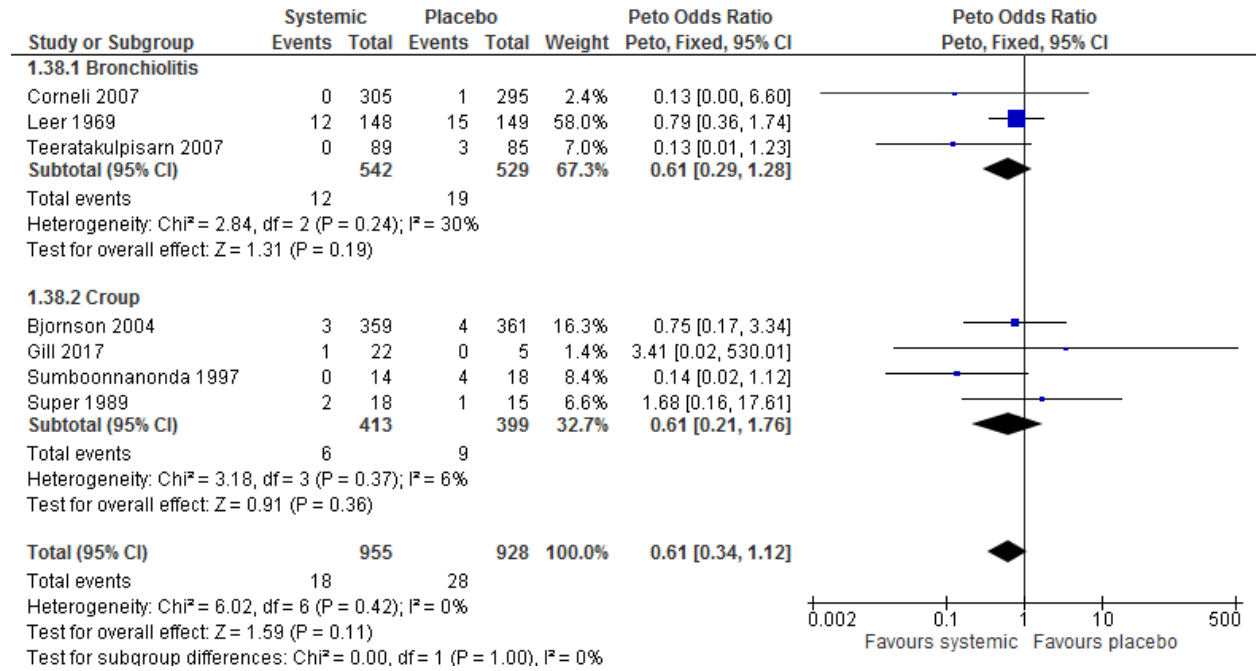 Systemic Placebo Peto Odds Ratio Peto Odds Ratio
Study or Subgroup Events Total Events Total Weight Peto, Fixed, 95% CI Peto, Fixed, 95% CI
1.38.1 Bronchiolitis
Corneli 2007 0 305 1 295 2.4% 0.13 [0.00, 6.60]
Leer 1969 12 148 15 149 58.0% 0.79 [0.36, 1.74]
Teeratakulpisarn 2007 0 89 3 85 7.0% 0.13 [0.01, 1.23]
Subtotal (95% CI) 542 529 67.3% 0.61 [0.29, 1.28]
Total events 12 19
Heterogeneity: Chi² = 2.84, df = 2 (P = 0.24); I² = 30%
Test for overall effect: Z = 1.31 (P = 0.19)
1.38.2 Croup
Bjornson 2004 3 359 4 361 16.3% 0.75 [0.17, 3.34]
Gill 2017 1 22 0 5 1.4% 3.41 [0.02, 530.01]
Sumboonnanonda 1997 0 14 4 18 8.4% 0.14 [0.02, 1.12]
Super 1989 2 18 1 15 6.6% 1.68 [0.16, 17.61]
Subtotal (95% CI) 413 399 32.7% 0.61 [0.21, 1.76]
Total events 6 9
Heterogeneity: Chi² = 3.18, df = 3 (P = 0.37); I² = 6%
Test for overall effect: Z = 0.91 (P = 0.36)
Total (95% CI) 955 928 100.0% 0.61 [0.34, 1.12]
Total events 18 28
Heterogeneity: Chi² = 6.02, df = 6 (P = 0.42); I² = 0%
Test for overall effect: Z = 1.59 (P = 0.11)
Test for subgroup differences: Chi² = 0.00, df = 1 (P = 1.00), I² = 0%
0.002 0.1 1 10 500
Favours systemic Favours placebo